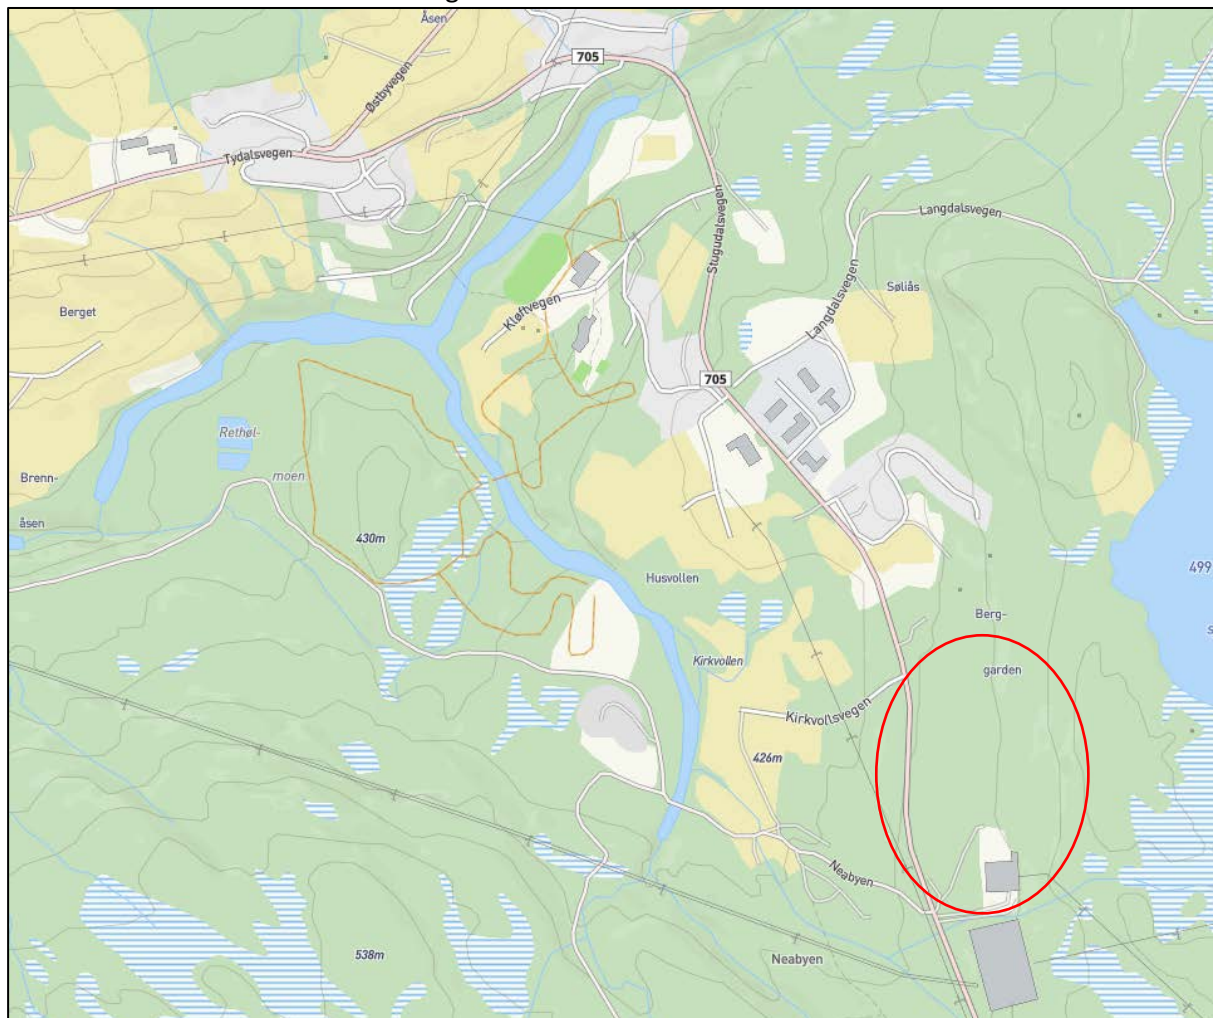 Åsen
705
Østbyvegen
Tydalsvegen
Stugudalsvegen
Langdalsvegen
Langdalsvegen
Søliås
Berget
Kløftvegen
705
Rethøl-
moen
Brenn-
åsen
430m
499
Husvollen
Berg-
garden
Kirkvollen
Kirkvollsvegen
426m
Neabyen
538m
Neabyen